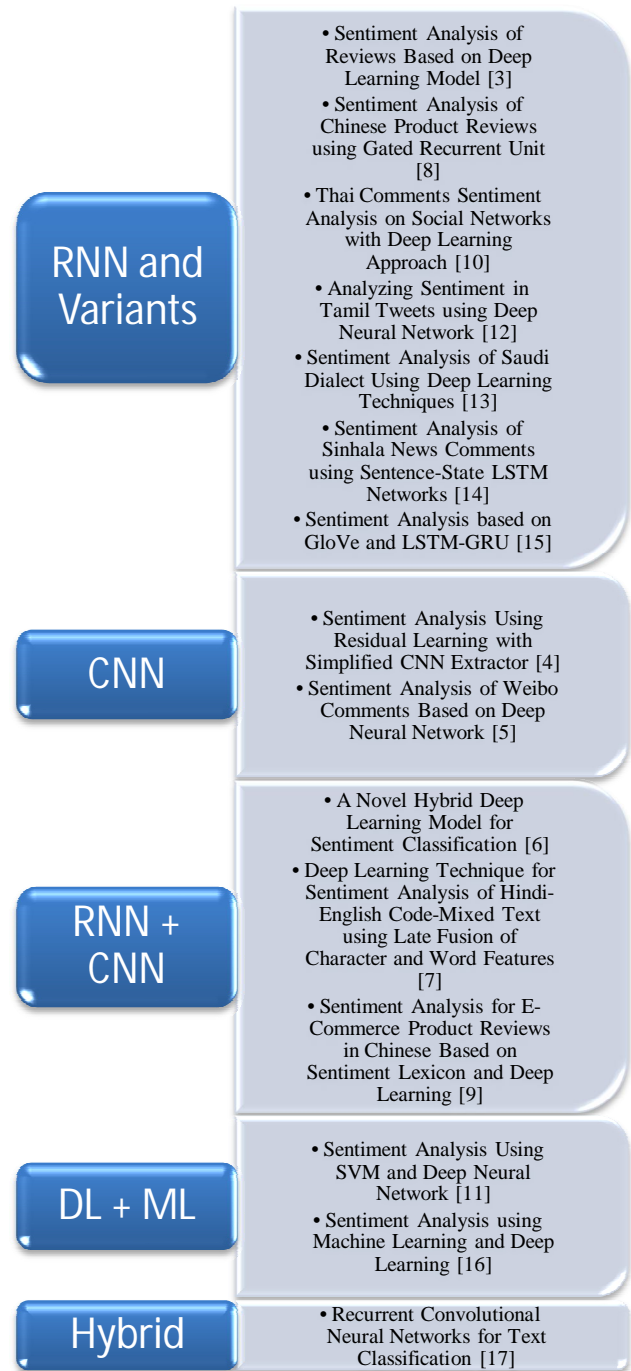 RNN and
Variants
• Sentiment Analysis of
Reviews Based on Deep
Learning Model [3]
• Sentiment Analysis of
Chinese Product Reviews
using Gated Recurrent Unit
[8]
• Thai Comments Sentiment
Analysis on Social Networks
with Deep Learning
Approach [10]
• Analyzing Sentiment in
Tamil Tweets using Deep
Neural Network [12]
• Sentiment Analysis of Saudi
Dialect Using Deep Learning
Techniques [13]
• Sentiment Analysis of
Sinhala News Comments
using Sentence-State LSTM
Networks [14]
• Sentiment Analysis based on
GloVe and LSTM-GRU [15]
CNN
• Sentiment Analysis Using
Residual Learning with
Simplified CNN Extractor [4]
• Sentiment Analysis of Weibo
Comments Based on Deep
Neural Network [5]
RNN +
CNN
• A Novel Hybrid Deep
Learning Model for
Sentiment Classification [6]
• Deep Learning Technique for
Sentiment Analysis of Hindi-
English Code-Mixed Text
using Late Fusion of
Character and Word Features
[7]
• Sentiment Analysis for E-
Commerce Product Reviews
in Chinese Based on
Sentiment Lexicon and Deep
Learning [9]
DL + ML
• Sentiment Analysis Using
SVM and Deep Neural
Network [11]
• Sentiment Analysis using
Machine Learning and Deep
Learning [16]
Hybrid
• Recurrent Convolutional
Neural Networks for Text
Classification [17]